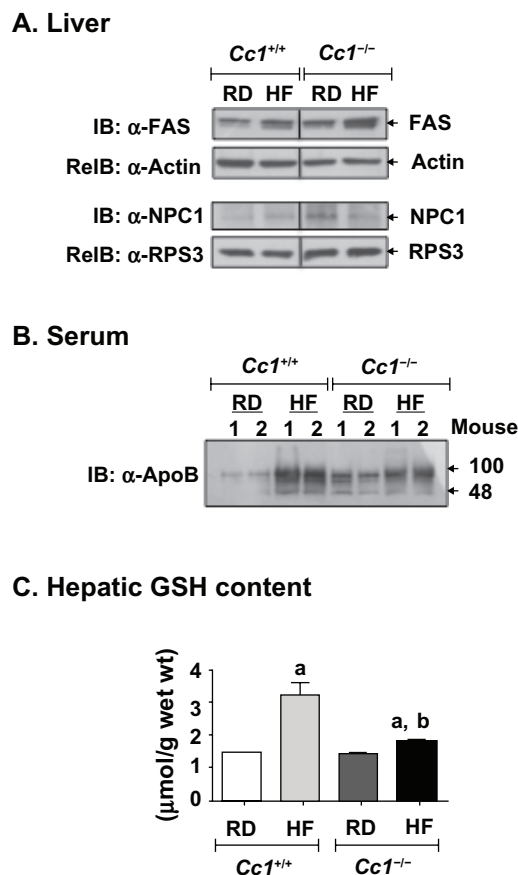 A. Liver
Cc1+/+ Cc1−/−
RD HF RD HF
IB: α-FAS FAS
ReIB: α-Actin Actin
IB: α-NPC1 NPC1
ReIB: α-RPS3 RPS3
B. Serum
Cc1+/+ Cc1−/−
RD HF RD HF
1 2 1 2 1 2 1 2 Mouse
IB: α-ApoB 100
48
C. Hepatic GSH content
(μmol/g wet wt)
4
3
2
1
0
a
a, b
RD HF RD HF
Cc1+/+ Cc1−/−